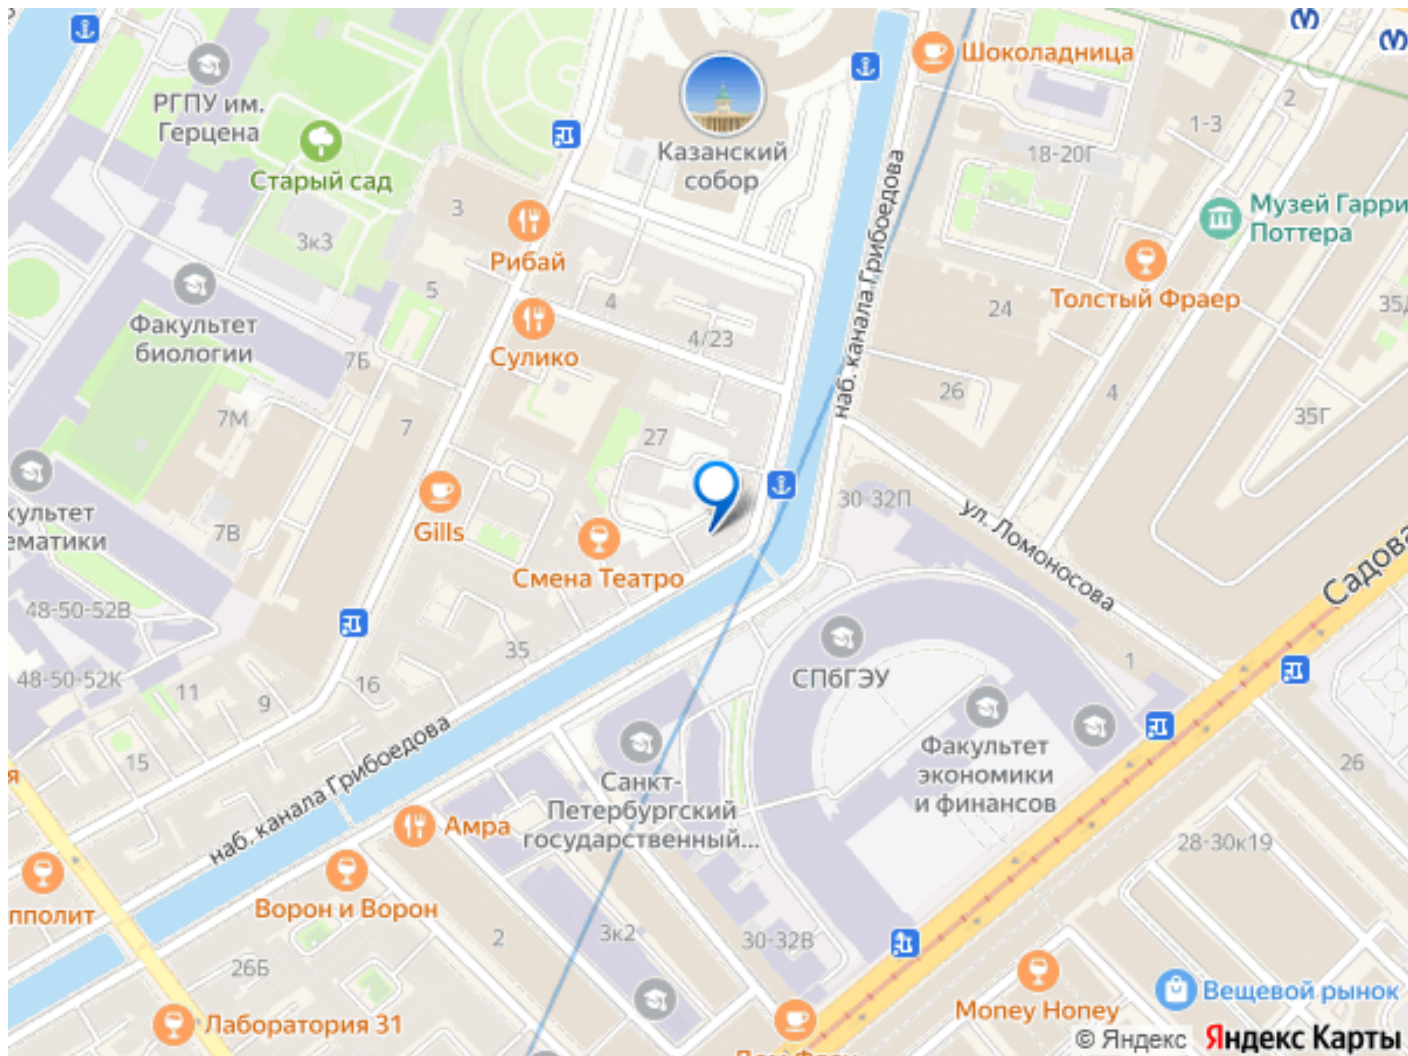 Шоколадница
РГПУ им.
Герцена
Старый сад
Казанский
собор
2
1-3
18-20Г
3
3к3
Рибай
Музей Гарри
Поттера
5
4
Толстый Фраер
Факультет
биологии
Сулико
4/23
24
7Б
наб. канала Грибоедова
26
4
35Г
7М
7
27
Gills
30-32П
ул. Ломоносова
7В
Смена Театро
Садова
48-50-52В
35
СПбГЭУ
1
48-50-52К
11
9
16
15
наб. канала Грибоедова
Факультет
экономики
и финансов
26
Санкт-
Петербургский
государственный...
Амра
28-30к19
Ворон и Ворон
2
3к2
30-32В
26Б
Money Honey
Вещевой рынок
Лаборатория 31
© Яндекс Яндекс Карты